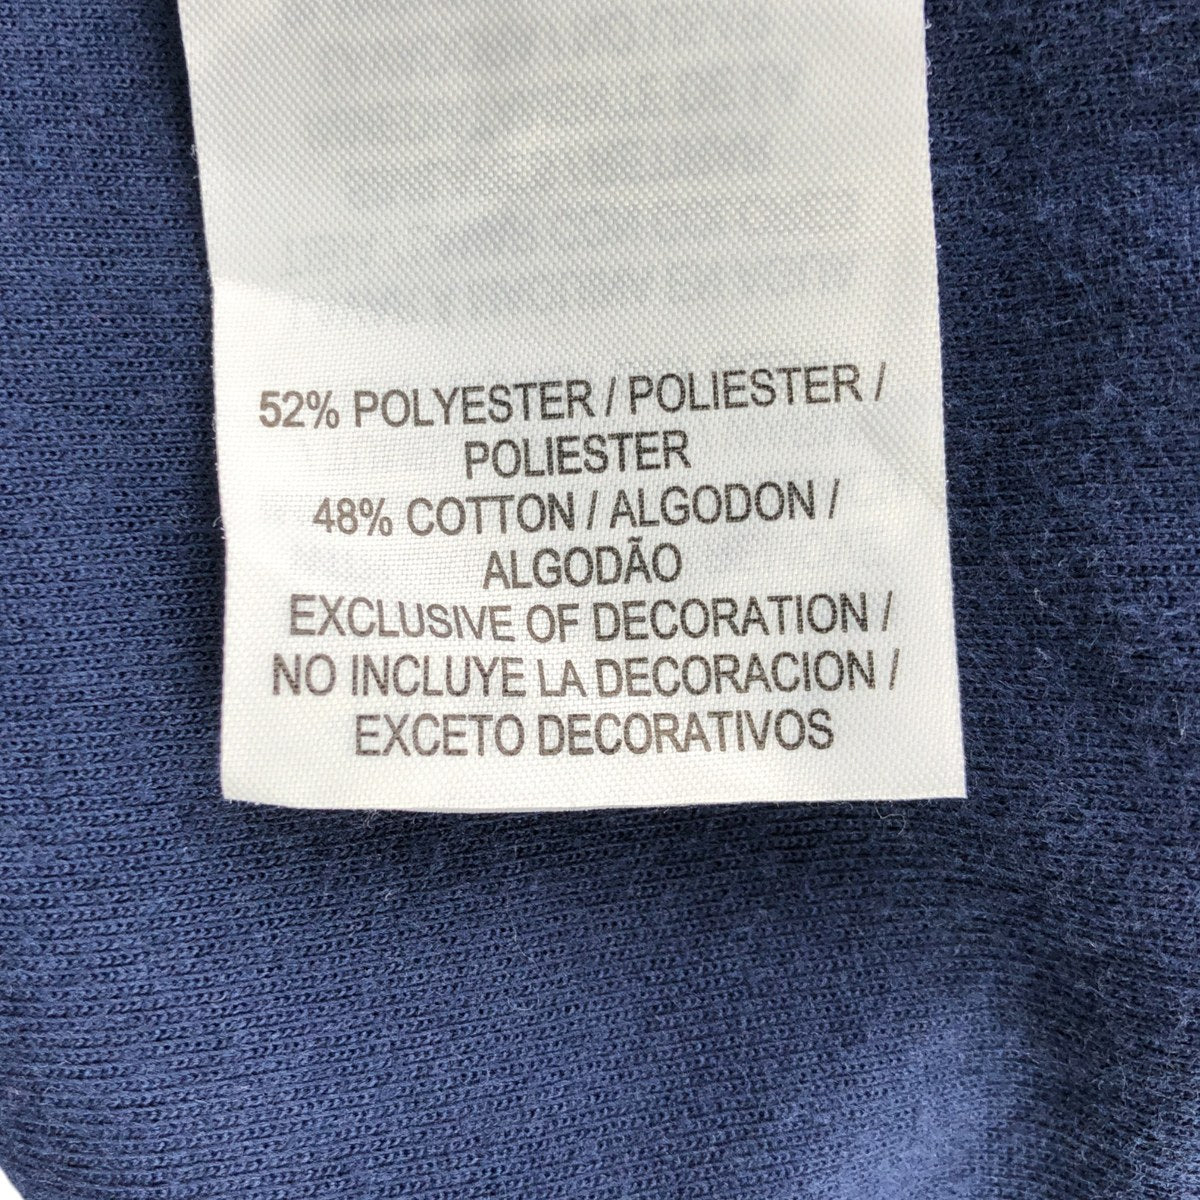 52% POLYESTER / POLIESTER /
POLIESTER
48% COTTON / ALGODON /
ALGODÃO
EXCLUSIVE OF DECORATION /
NO INCLUYE LA DECORACION /
EXCETO DECORATIVOS